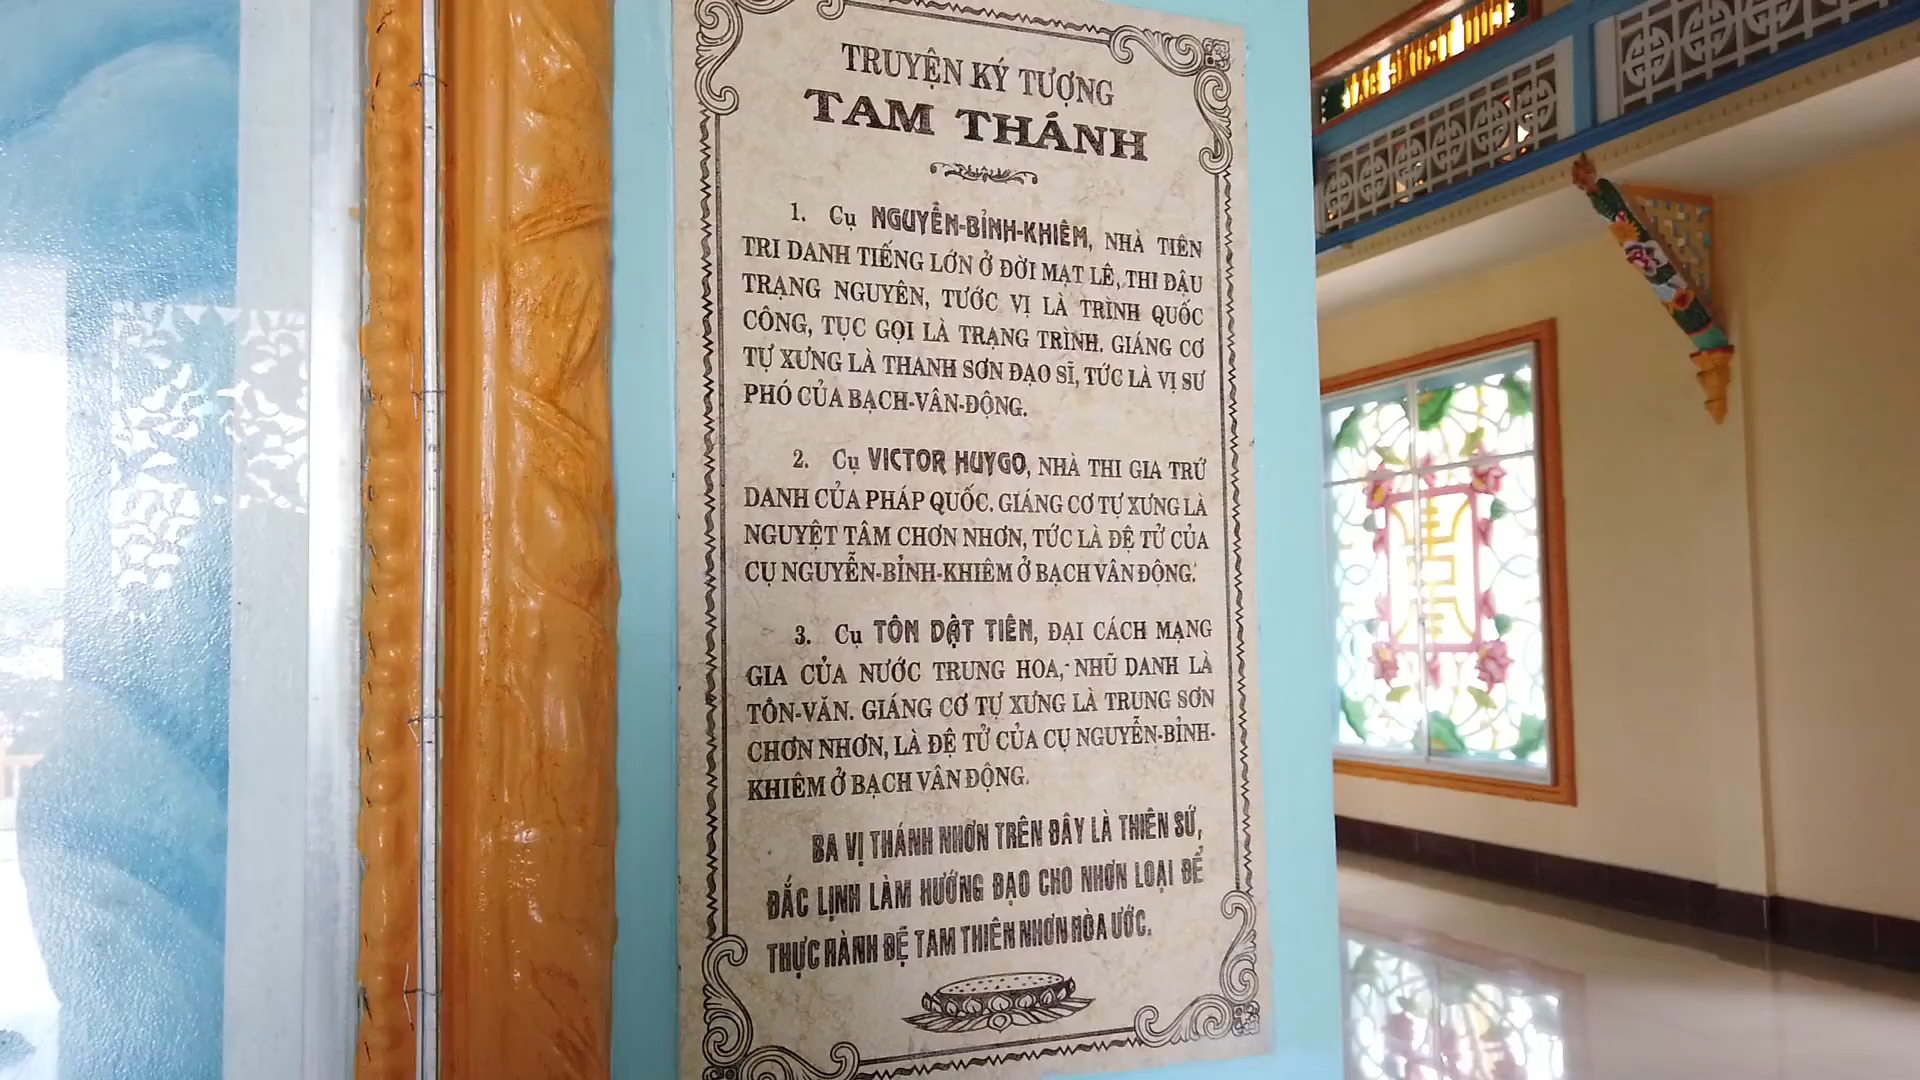 TRUYỆN KÝ TƯỢNG
TAM THÁNH
1. Cụ NGUYỄN-BỈNH-KHIÊM, NHÀ TIÊN
TRI DANH TIẾNG LỚN Ở ĐỜI MẠT LÊ, THI ĐẬU
TRẠNG NGUYÊN, TƯỚC VỊ LÀ TRÌNH QUỐC
CÔNG, TỤC GỌI LÀ TRẠNG TRÌNH. GIÁNG CƠ
TỰ XƯNG LÀ THANH SƠN ĐẠO SĨ, TỨC LÀ VỊ SƯ
PHÓ CỦA BẠCH-VÂN-ĐỘNG.
2. Cụ VICTOR HUYGO, NHÀ THI GIA TRỨ
DANH CỦA PHÁP QUỐC. GIÁNG CƠ TỰ XƯNG LÀ
NGUYỆT TÂM CHƠN NHƠN, TỨC LÀ ĐỆ TỬ CỦA
CỤ NGUYỄN-BỈNH-KHIÊM Ở BẠCH VÂN ĐỘNG.
3. Cụ TÔN DẬT TIÊN, ĐẠI CÁCH MẠNG
GIA CỦA NƯỚC TRUNG HOA, NHŨ DANH LÀ
TÔN-VĂN. GIÁNG CƠ TỰ XƯNG LÀ TRUNG SƠN
CHƠN NHƠN, LÀ ĐỆ TỬ CỦA CỤ NGUYỄN-BỈNH-
KHIÊM Ở BẠCH VÂN ĐỘNG.
BA VỊ THÁNH NHƠN TRÊN ĐÂY LÀ THIÊN SỨ,
ĐẮC LỊNH LÀM HƯỚNG ĐẠO CHO NHƠN LOẠI ĐỂ
THỰC HÀNH ĐỆ TAM THIÊN NHƠN HÒA ƯỚC.